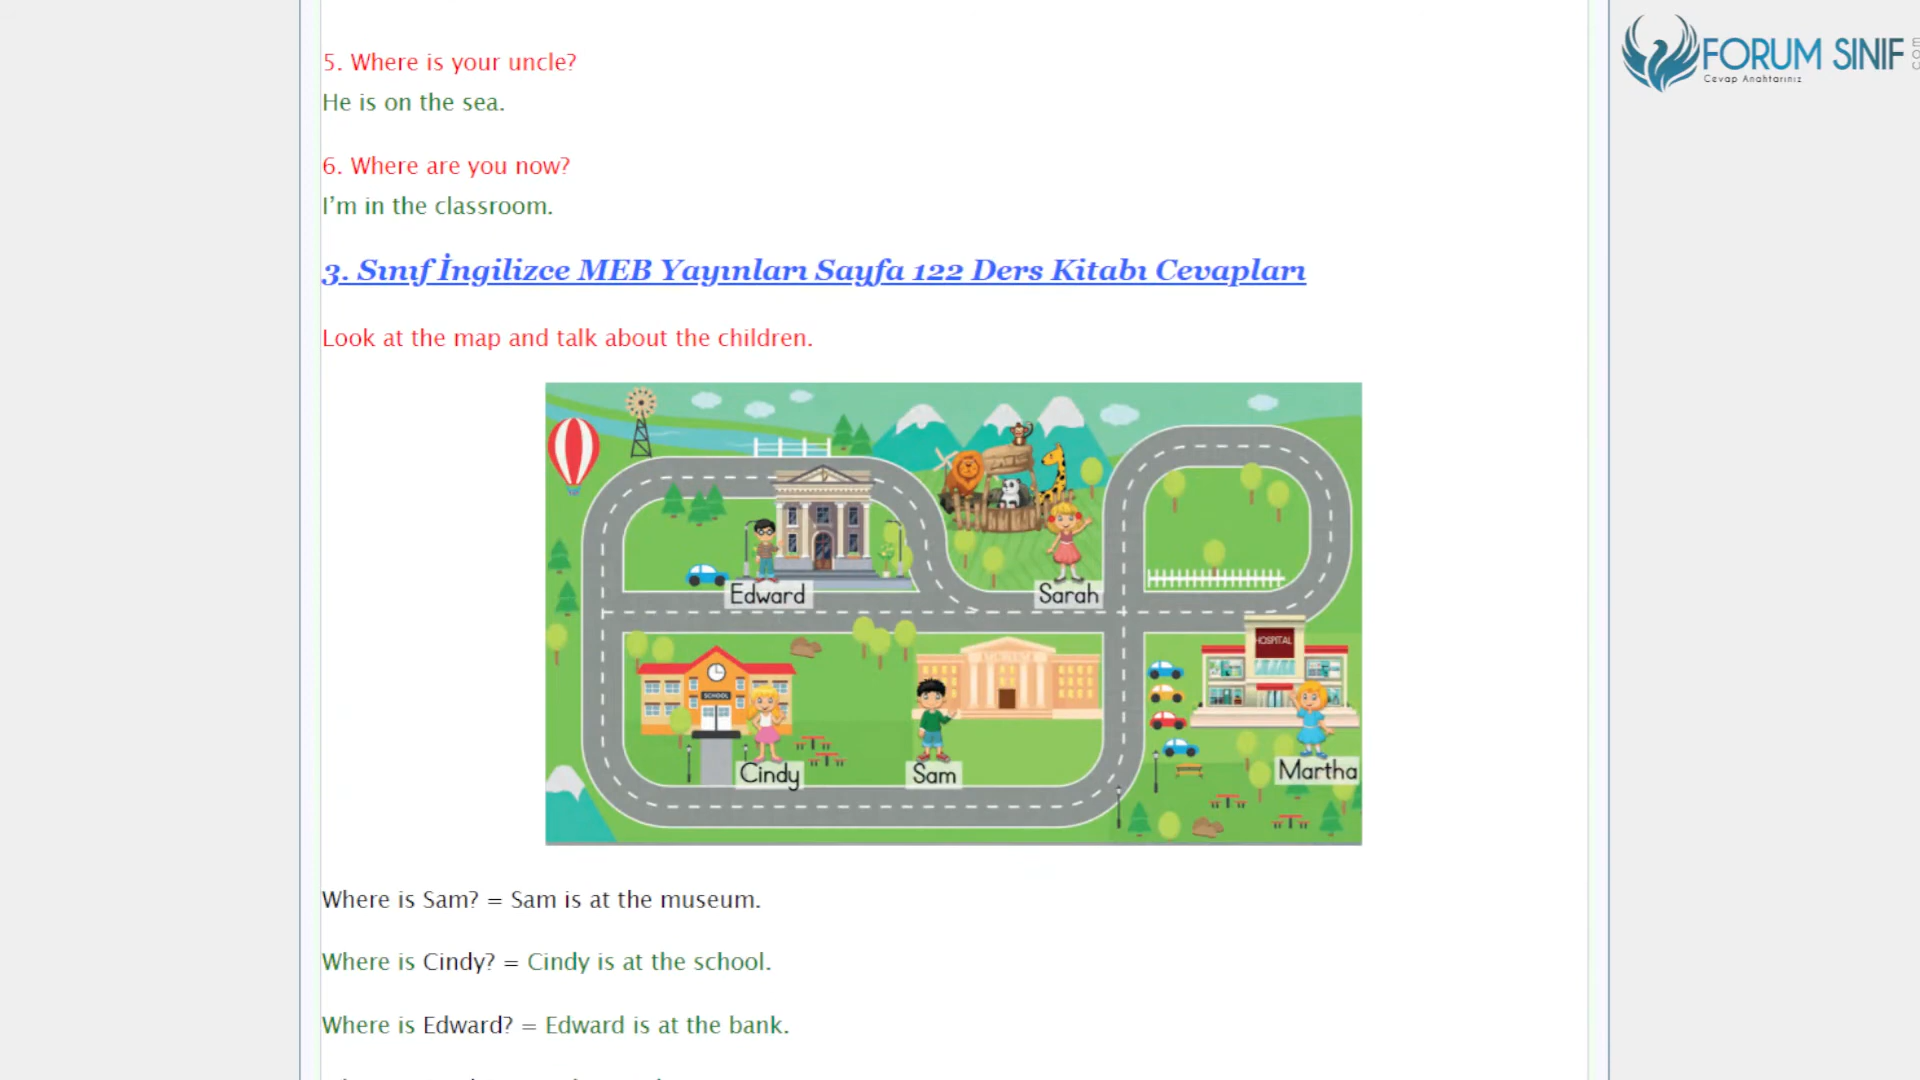 5. Where is your uncle?
He is on the sea.
6. Where are you now?
I'm in the classroom.
3. Sınıf İngilizce MEB Yayınları Sayfa 122 Ders Kitabı Cevapları
Look at the map and talk about the children.
HOSPITAL
Edward
Sarah
SCHOOL
Cindy
Sam
Martha
Where is Sam? = Sam is at the museum.
Where is Cindy? = Cindy is at the school.
Where is Edward? = Edward is at the bank.
FORUM SINIF
Cevap Anahtarınız